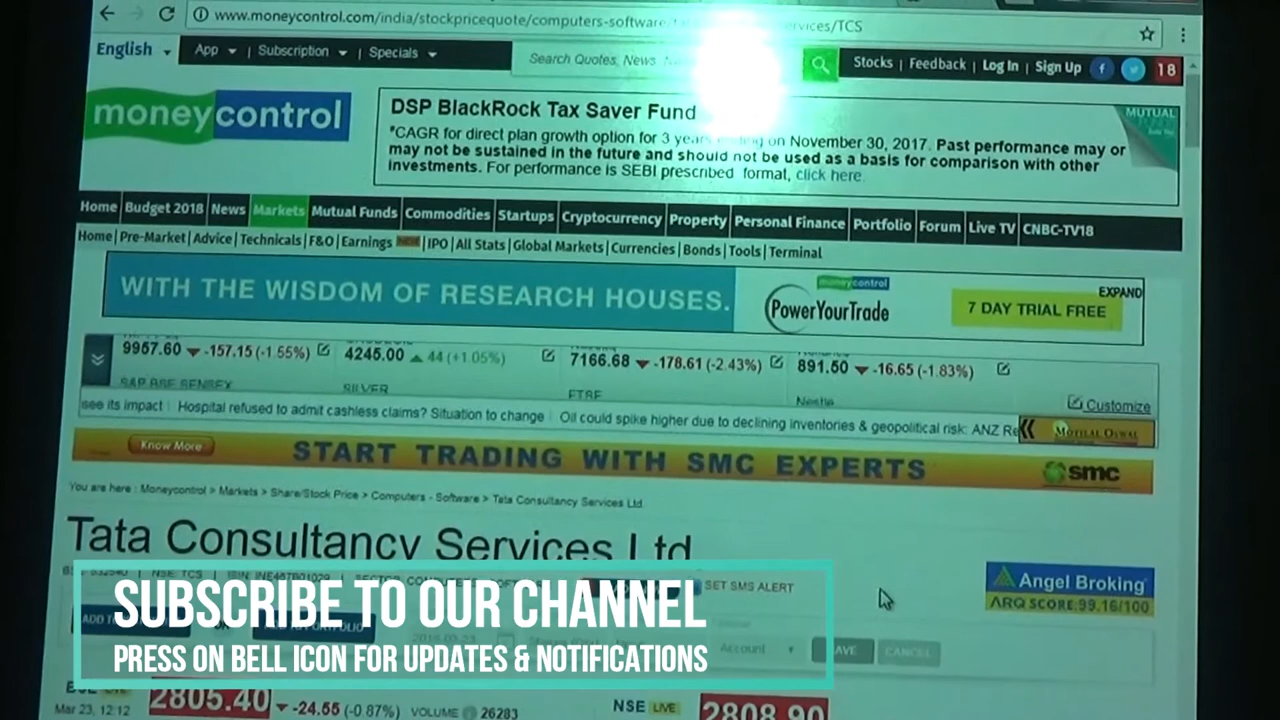 www.moneycontrol.com/india/stockpricequote/computers-software/ services/TCS
English App | Subscription | Specials Search Quotes, News Stocks | Feedback | Log In | Sign Up f 18
moneycontrol
DSP BlackRock Tax Saver Fund
*CAGR for direct plan growth option for 3 years on November 30, 2017. Past performance may or
may not be sustained in the future and should not be used as a basis for comparison with other
investments. For performance is SEBI prescribed format, click here
MUTUAL
Home Budget 2018 News Markets Mutual Funds Commodities Startups Cryptocurrency Property Personal Finance Portfolio Forum Live TV CNBC-TV18
Home | Pre-Market | Advice | Technicals | F&O | Earnings | IPO | All Stats | Global Markets | Currencies | Bonds | Tools | Terminal
WITH THE WISDOM OF RESEARCH HOUSES.
moneycontrol
PowerYourTrade
7 DAY TRIAL FREE
EXPAND
9957.60 -157.15 (-1.55%) 4245.00 44 (+1.05%) 7166.68 -178.61 (-2.43%) 891.50 -16.65 (-1.83%)
S&P BSE SENSEX SILVER FTSE Nestle
Customize
see its impact | Hospital refused to admit cashless claims? Situation to change | Oil could spike higher due to declining inventories & geopolitical risk: ANZ Re
MOTILAL OSWAL
Know More
START TRADING WITH SMC EXPERTS
smc
You are here : Moneycontrol > Markets > Share/Stock Price > Computers - Software > Tata Consultancy Services Ltd.
Tata Consultancy Services Ltd.
SET SMS ALERT
Angel Broking
ARQ SCORE:99.16/100
SUBSCRIBE TO OUR CHANNEL
PRESS ON BELL ICON FOR UPDATES & NOTIFICATIONS
Account SAVE CANCEL
BSE LIVE
Mar 23, 12:12
2805.40 -24.55 (-0.87%) VOLUME 26283
NSE LIVE
2808.90